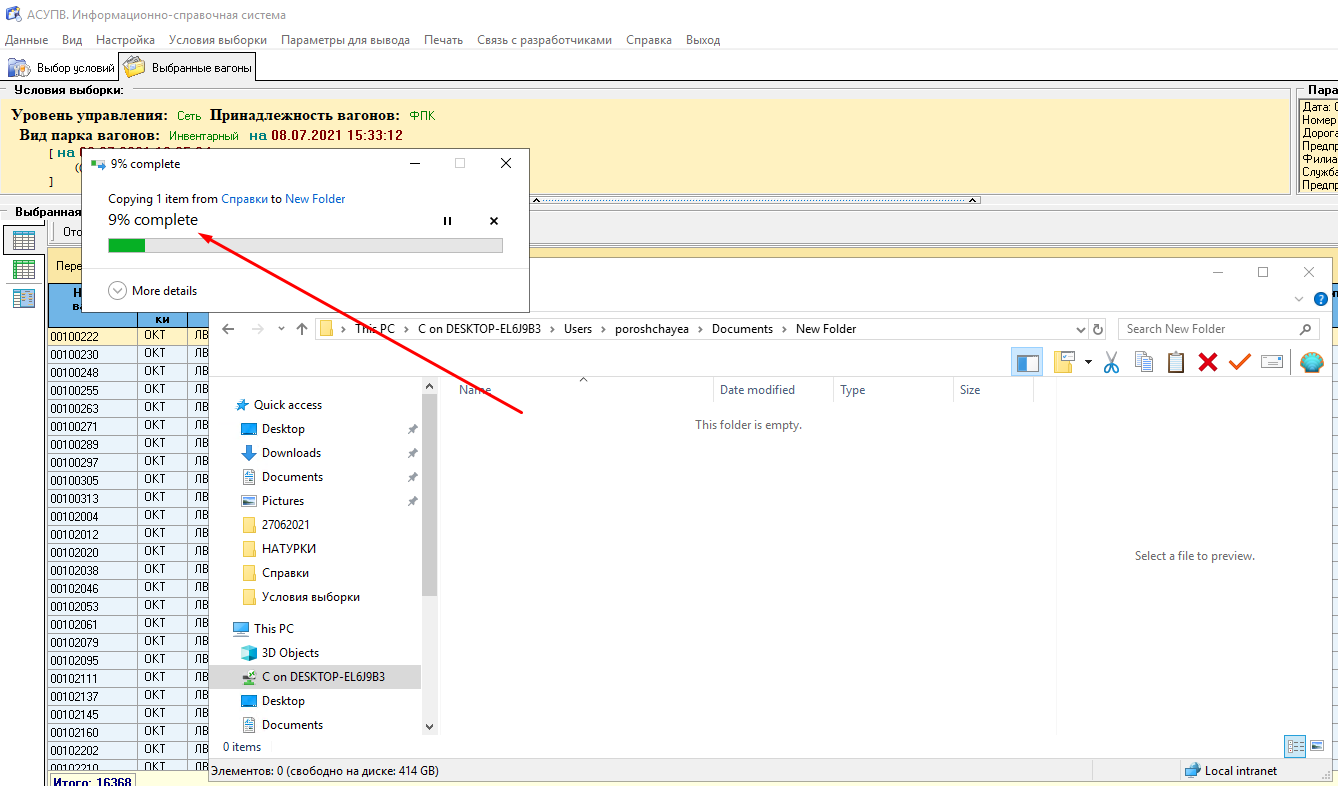 АСУПВ. Информационно-справочная система
Данные Вид Настройка Условия выборки Параметры для вывода Печать Связь с разработчиками Справка Выход
Выбор условий Выбранные вагоны
Условия выборки:
Уровень управления: Сеть Принадлежность вагонов: ФПК
Вид парка вагонов: Инвентарный на 08.07.2021 15:33:12
[ на
]
Пара
Дата: 0
Номер
Дорога
Предпр
Филиа
Служба
Предпр
9% complete
Copying 1 item from Справки to New Folder
9% complete
More details
Выбранная
Ото
Пере
ки
This PC C on DESKTOP-EL6J9B3 Users poroshchayea Documents New Folder
Search New Folder
Name Date modified Type Size
This folder is empty.
Select a file to preview.
Quick access
Desktop
Downloads
Documents
Pictures
27062021
НАТУРКИ
Справки
Условия выборки
This PC
3D Objects
C on DESKTOP-EL6J9B3
Desktop
Documents
0 items
Элементов: 0 (свободно на диске: 414 GB)
Local intranet
00100222 ОКТ ЛВ
00100230 ОКТ ЛВ
00100248 ОКТ ЛВ
00100255 ОКТ ЛВ
00100263 ОКТ ЛВ
00100271 ОКТ ЛВ
00100289 ОКТ ЛВ
00100297 ОКТ ЛВ
00100305 ОКТ ЛВ
00100313 ОКТ ЛВ
00102004 ОКТ ЛВ
00102012 ОКТ ЛВ
00102020 ОКТ ЛВ
00102038 ОКТ ЛВ
00102046 ОКТ ЛВ
00102053 ОКТ ЛВ
00102061 ОКТ ЛВ
00102079 ОКТ ЛВ
00102095 ОКТ ЛВ
00102111 ОКТ ЛВ
00102137 ОКТ ЛВ
00102145 ОКТ ЛВ
00102160 ОКТ ЛВ
00102202 ОКТ ЛВ
00102210 ОКТ ЛВ
Итого: 16368